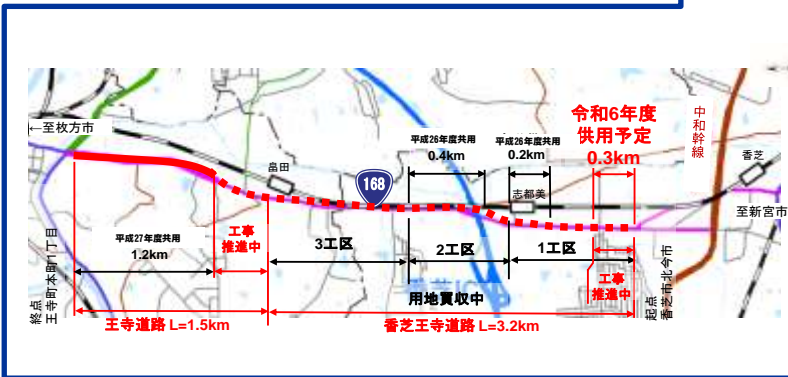 ←至枚方市
平成26年度共用
0.4km
平成26年度共用
0.2km
令和6年度
供用予定
0.3km
中和幹線
香芝
畠田
168
志都美
至新宮市
平成27年度共用
1.2km
工事
推進中
3工区
2工区
1工区
用地買収中
香芝IC
工事
推進中
終点
王寺町本町1丁目
起点
香芝市北今市
王寺道路 L=1.5km
香芝王寺道路 L=3.2km